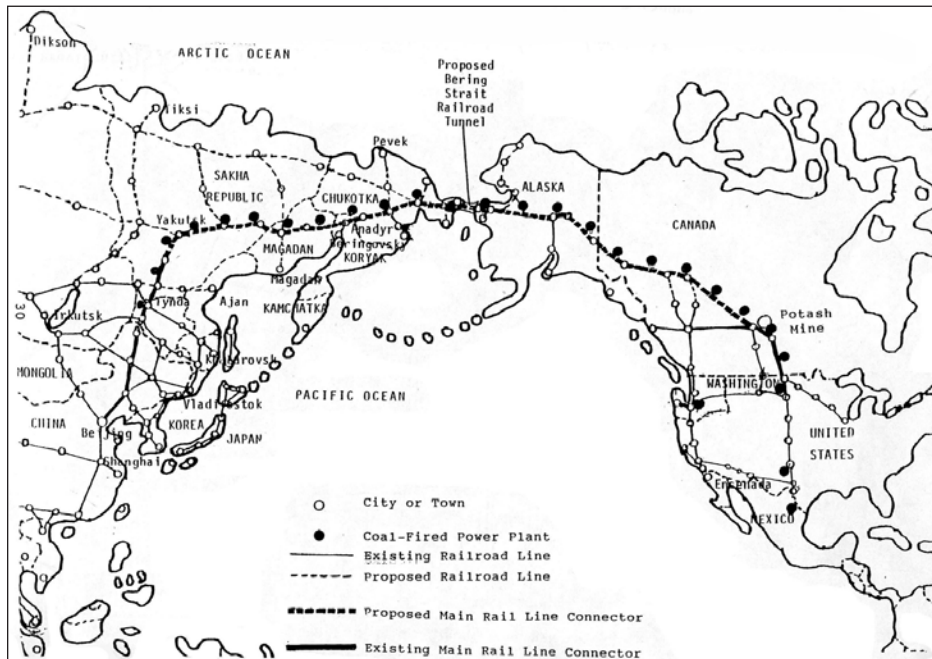 Dikson
ARCTIC OCEAN
Proposed
Bering
Strait
Railroad
Tunnel
Tiksi
Pevek
SAKHA
REPUBLIC
ALASKA
CHUKOTKA
CANADA
Yakutsk
Anadyr
Beringovsky
MAGADAN
KORYAK
Magadan
Tynda
Ajan
KAMCHATKA
30
Irkutsk
Potash
Mine
Khabarovsk
MONGOLIA
WASHINGTON
PACIFIC OCEAN
Vladivostok
CHINA
KOREA
Beijing
JAPAN
UNITED
STATES
Shanghai
Ensenada
MEXICO
City or Town
Coal-Fired Power Plant
Existing Railroad Line
Proposed Railroad Line
Proposed Main Rail Line Connector
Existing Main Rail Line Connector